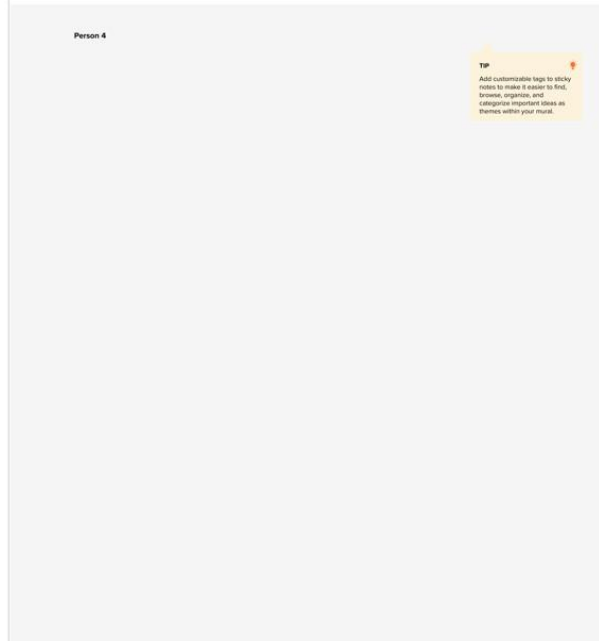 Person 4
TIP
Add customizable tags to sticky
notes to make it easier to find,
browse, organize, and
categorize important ideas as
themes within your mural.